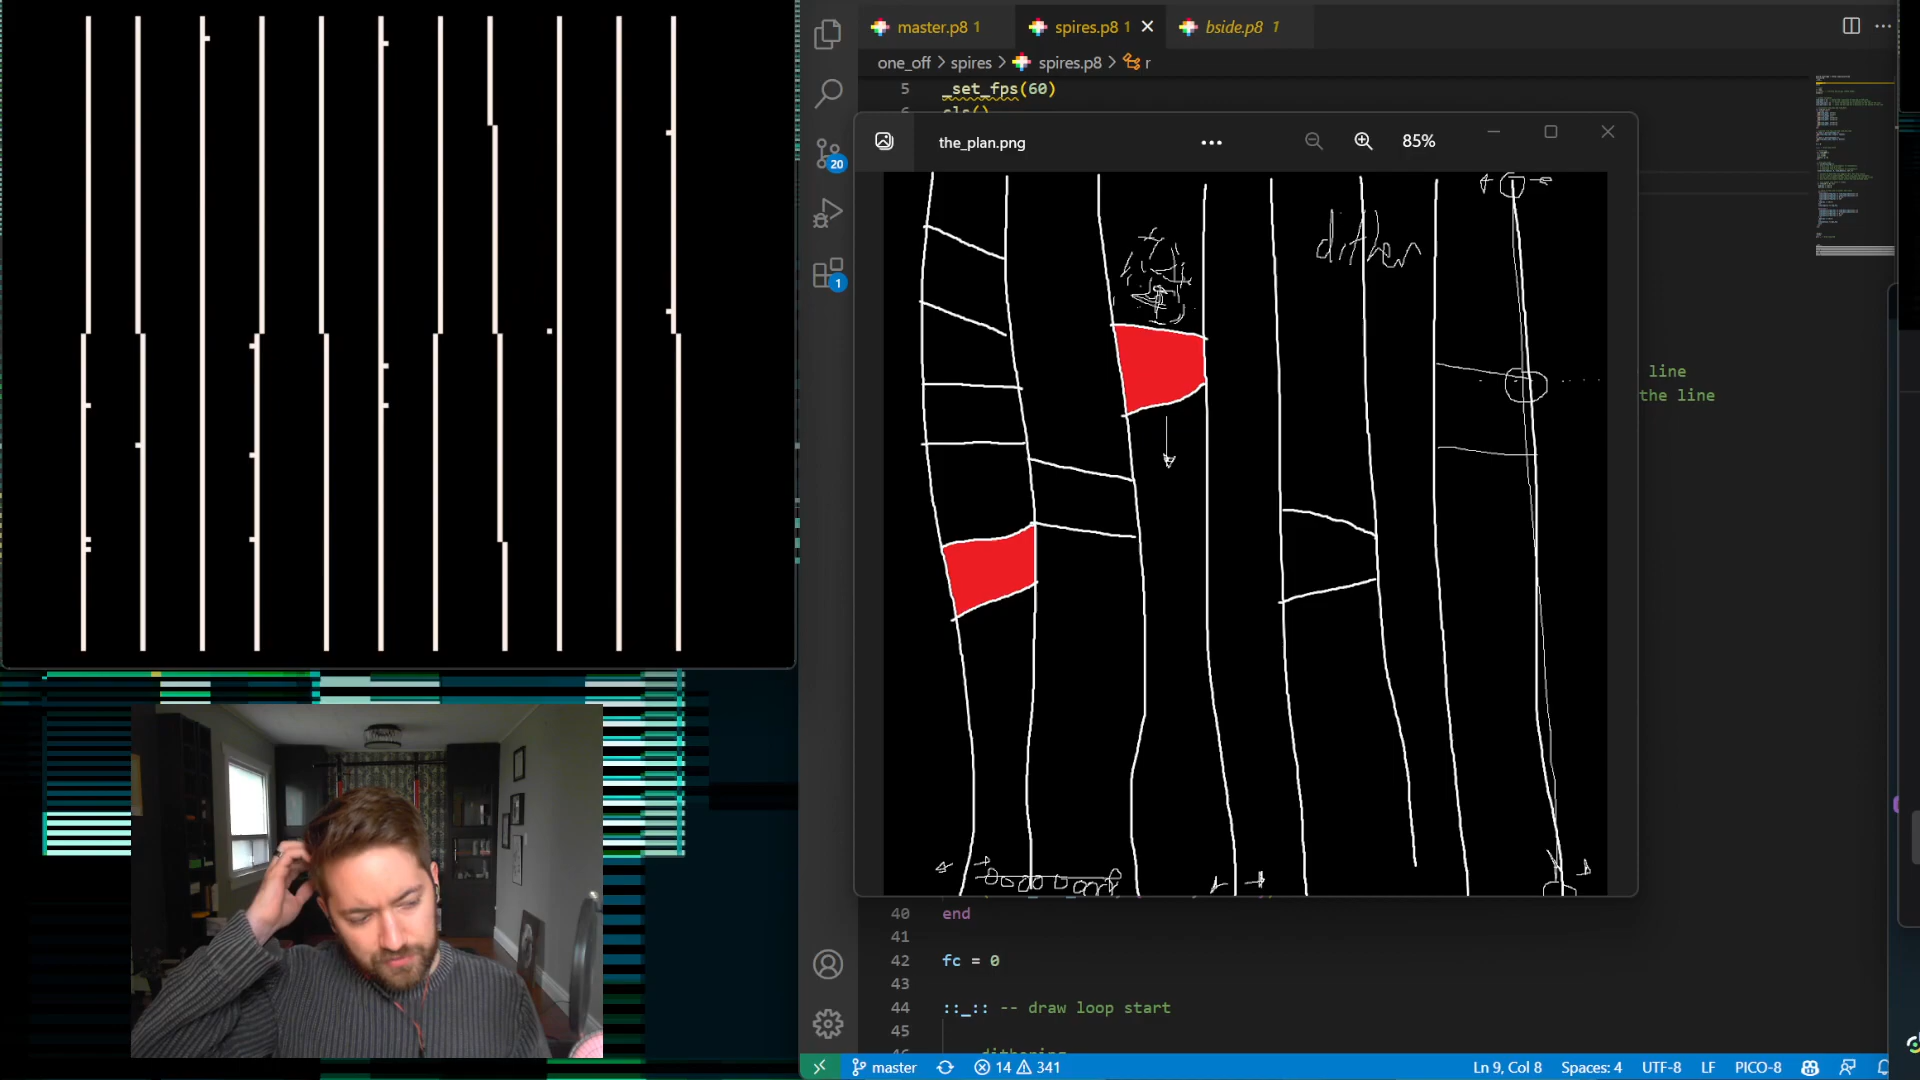 master.p8 1
spires.p8 1
bside.p8 1
one_off > spires > spires.p8 > r
5 _set_fps(60)
the_plan.png
85%
dither
line
the line
20
1
40 end
41
42 fc = 0
43
44 ::_:: -- draw loop start
45
master
14
341
Ln 9, Col 8
Spaces: 4
UTF-8
LF
PICO-8